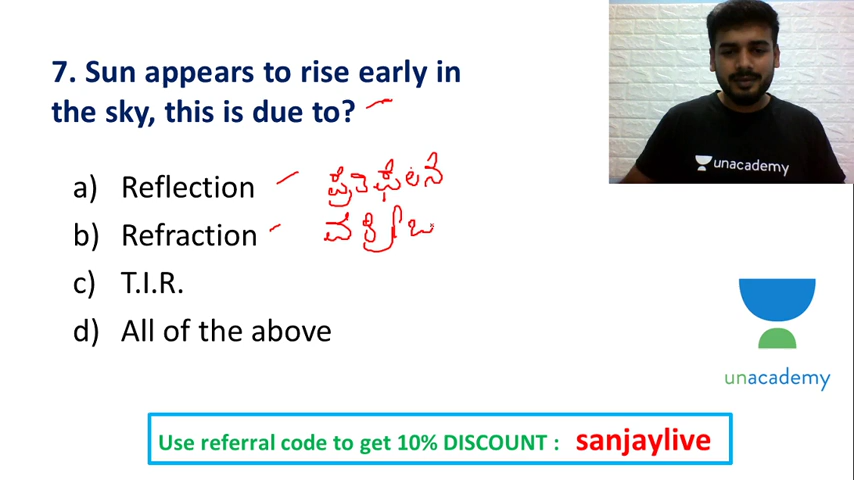 7. Sun appears to rise early in
the sky, this is due to?
a) Reflection ಪ್ರತಿಫಲನ
b) Refraction
c) T.I.R.
d) All of the above
unacademy
unacademy
Use referral code to get 10% DISCOUNT : sanjaylive